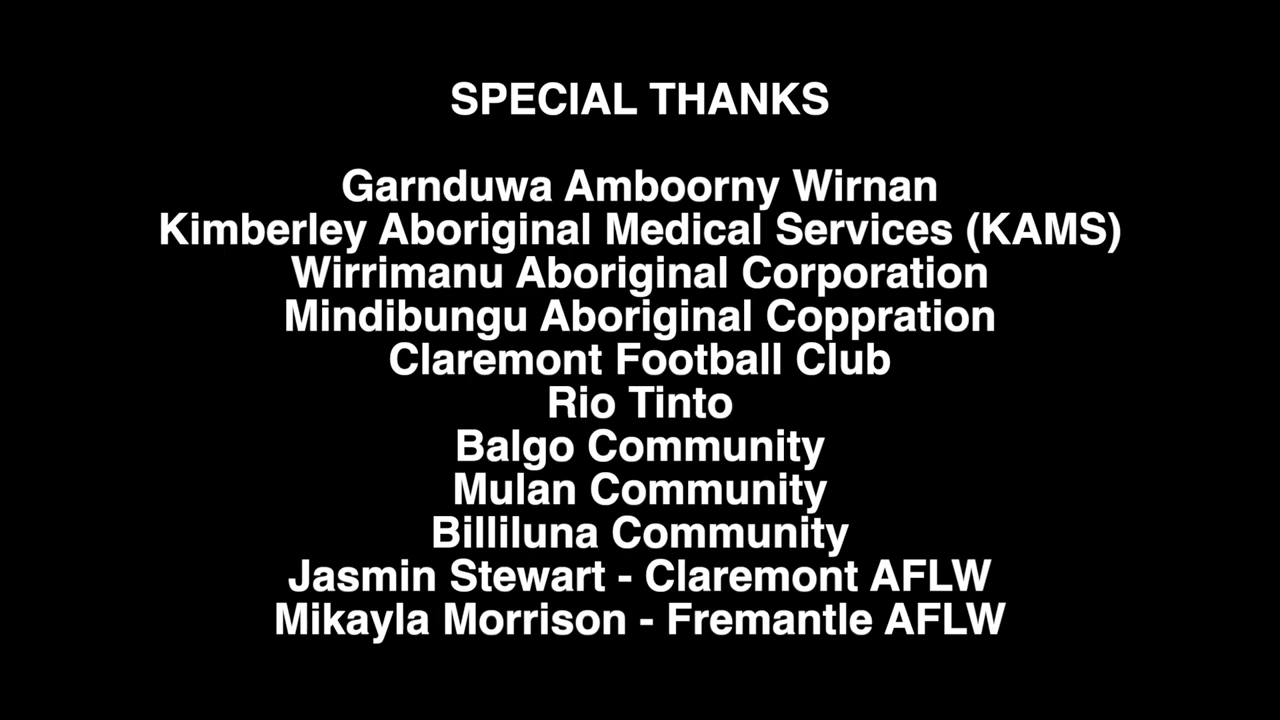 SPECIAL THANKS
Garnduwa Amboorny Wirnan
Kimberley Aboriginal Medical Services (KAMS)
Wirrimanu Aboriginal Corporation
Mindibungu Aboriginal Coppration
Claremont Football Club
Rio Tinto
Balgo Community
Mulan Community
Billiluna Community
Jasmin Stewart - Claremont AFLW
Mikayla Morrison - Fremantle AFLW